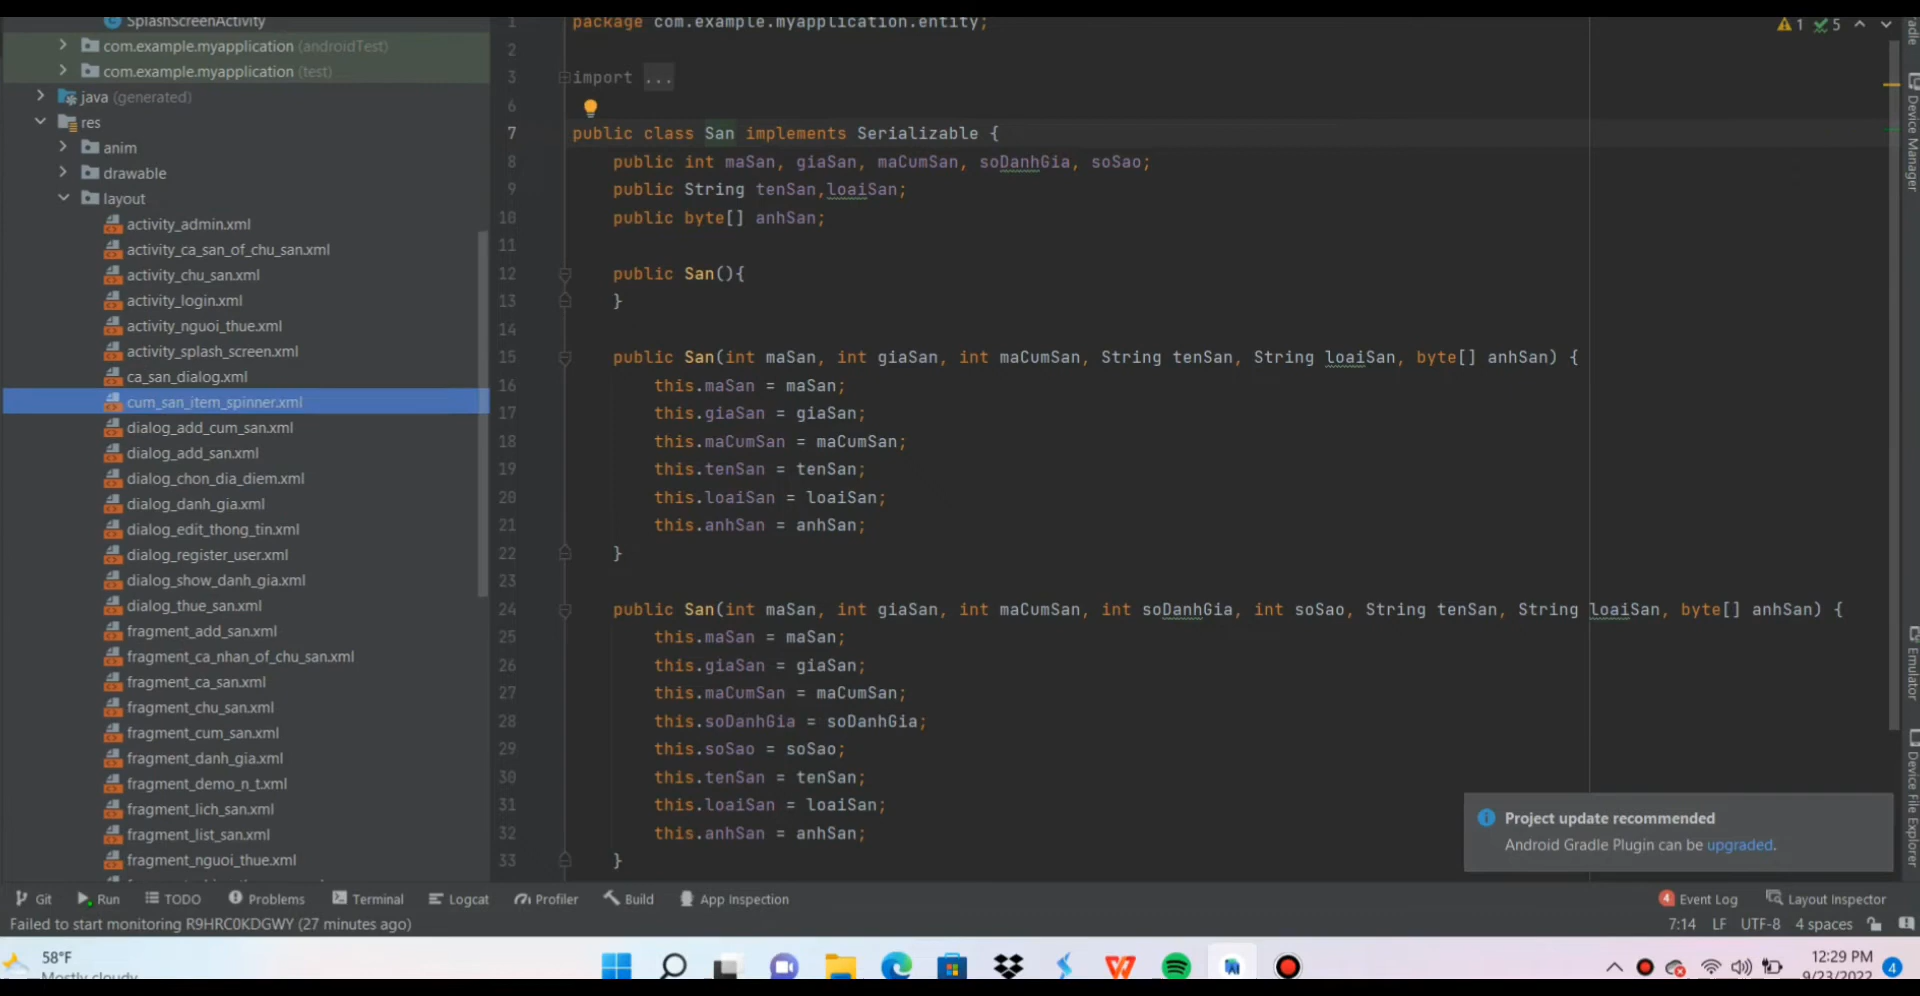 SplashScreenActivity
com.example.myapplication (androidTest)
com.example.myapplication (test)
java (generated)
res
anim
drawable
layout
activity_admin.xml
activity_ca_san_of_chu_san.xml
activity_chu_san.xml
activity_login.xml
activity_nguoi_thue.xml
activity_splash_screen.xml
ca_san_dialog.xml
cum_san_item_spinner.xml
dialog_add_cum_san.xml
dialog_add_san.xml
dialog_chon_dia_diem.xml
dialog_danh_gia.xml
dialog_edit_thong_tin.xml
dialog_register_user.xml
dialog_show_danh_gia.xml
dialog_thue_san.xml
fragment_add_san.xml
fragment_ca_nhan_of_chu_san.xml
fragment_ca_san.xml
fragment_chu_san.xml
fragment_cum_san.xml
fragment_danh_gia.xml
fragment_demo_n_t.xml
fragment_lich_san.xml
fragment_list_san.xml
fragment_nguoi_thue.xml
1 package com.example.myapplication.entity;
2
3 import ...
6
7 public class San implements Serializable {
8 public int maSan, giaSan, maCumSan, soDanhGia, soSao;
9 public String tenSan,loaiSan;
10 public byte[] anhSan;
11
12 public San(){
13 }
14
15 public San(int maSan, int giaSan, int maCumSan, String tenSan, String loaiSan, byte[] anhSan) {
16 this.maSan = maSan;
17 this.giaSan = giaSan;
18 this.maCumSan = maCumSan;
19 this.tenSan = tenSan;
20 this.loaiSan = loaiSan;
21 this.anhSan = anhSan;
22 }
23
24 public San(int maSan, int giaSan, int maCumSan, int soDanhGia, int soSao, String tenSan, String loaiSan, byte[] anhSan) {
25 this.maSan = maSan;
26 this.giaSan = giaSan;
27 this.maCumSan = maCumSan;
28 this.soDanhGia = soDanhGia;
29 this.soSao = soSao;
30 this.tenSan = tenSan;
31 this.loaiSan = loaiSan;
32 this.anhSan = anhSan;
33 }
1 5
Device Manager
Emulator
Device File Explorer
Project update recommended
Android Gradle Plugin can be upgraded.
Git Run TODO Problems Terminal Logcat Profiler Build App Inspection
4 Event Log Layout Inspector
Failed to start monitoring R9HRC0KDGWY (27 minutes ago)
7:14 LF UTF-8 4 spaces
58°F
Mostly cloudy
12:29 PM
9/23/2022
4